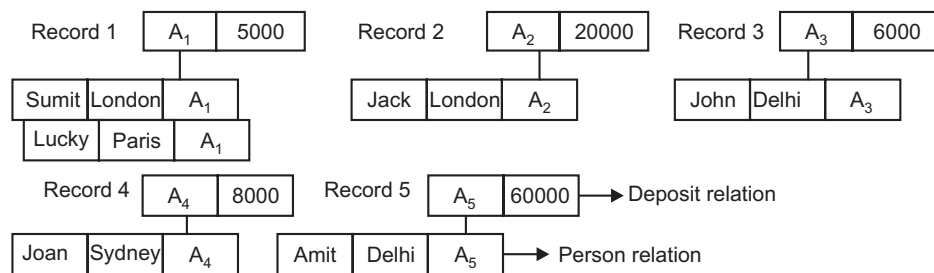 Record 1 A₁ 5000 Record 2 A₂ 20000 Record 3 A₃ 6000
Sumit London A₁ Jack London A₂ John Delhi A₃
Lucky Paris A₁
Record 4 A₄ 8000 Record 5 A₅ 60000 Deposit relation
Joan Sydney A₄ Amit Delhi A₅ Person relation